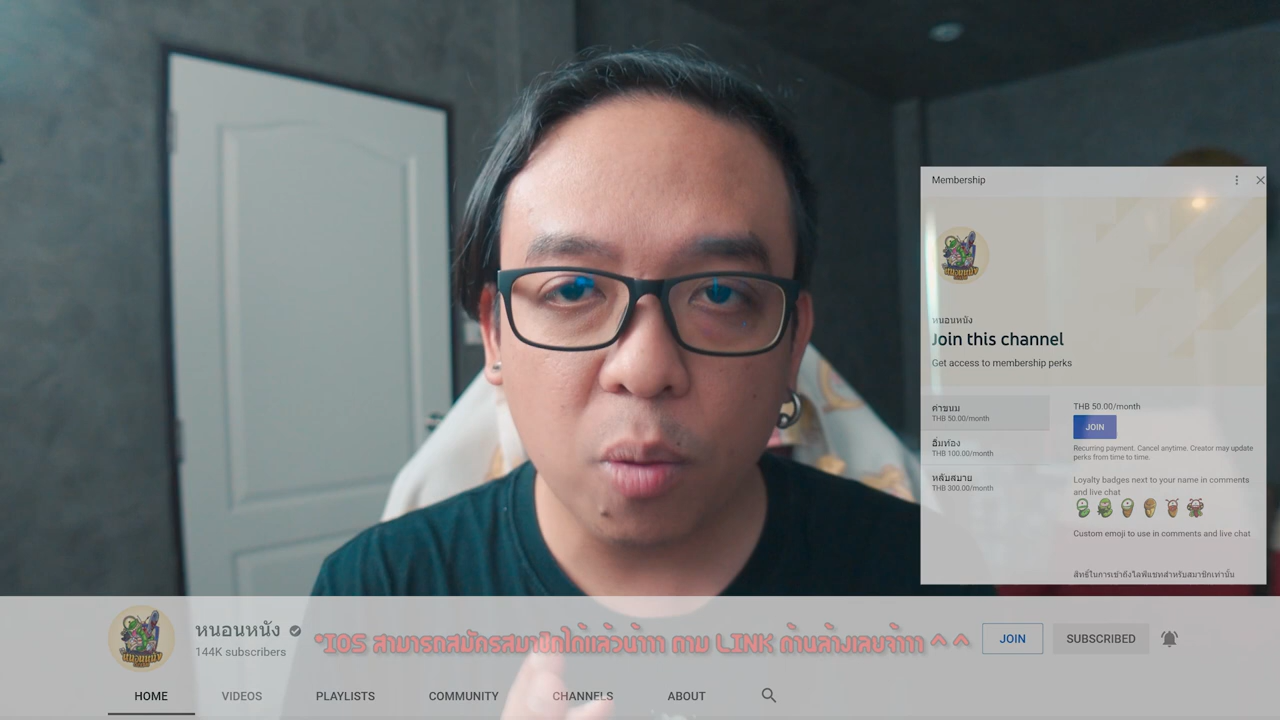 Membership
หนอนหนัง
Join this channel
Get access to membership perks
ค่าขนม
THB 50.00/month
อิ่มท้อง
THB 100.00/month
หลับสบาย
THB 300.00/month
THB 50.00/month
JOIN
Recurring payment. Cancel anytime. Creator may update
perks from time to time.
Loyalty badges next to your name in comments
and live chat
Custom emoji to use in comments and live chat
สิทธิ์ในการเข้าถึงไลฟ์แชทสำหรับสมาชิกเท่านั้น
หนอนหนัง
144K subscribers
*IOS สามารถสมัครสมาชิกได้แล้วน้าาา ตาม LINK ด้านล่างเลยจ้าาา ^ ^
JOIN
SUBSCRIBED
HOME VIDEOS PLAYLISTS COMMUNITY CHANNELS ABOUT